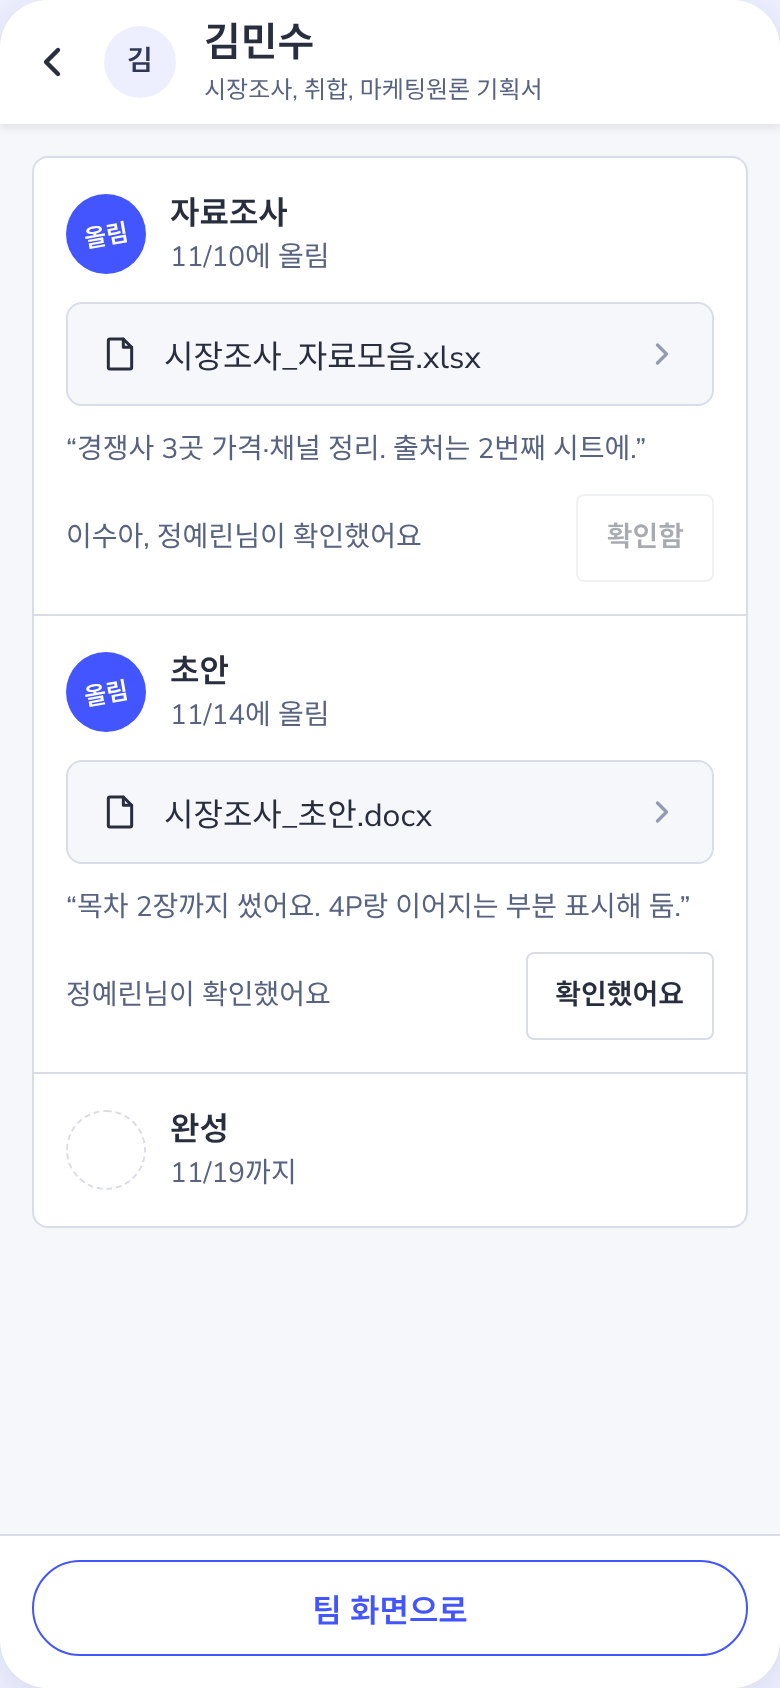 김
김민수
시장조사, 취합, 마케팅원론 기획서
올림
자료조사
11/10에 올림
시장조사_자료모음.xlsx
“경쟁사 3곳 가격·채널 정리. 출처는 2번째 시트에.”
이수아, 정예린님이 확인했어요
확인함
올림
초안
11/14에 올림
시장조사_초안.docx
“목차 2장까지 썼어요. 4P랑 이어지는 부분 표시해 둠.”
정예린님이 확인했어요
확인했어요
완성
11/19까지
팀 화면으로